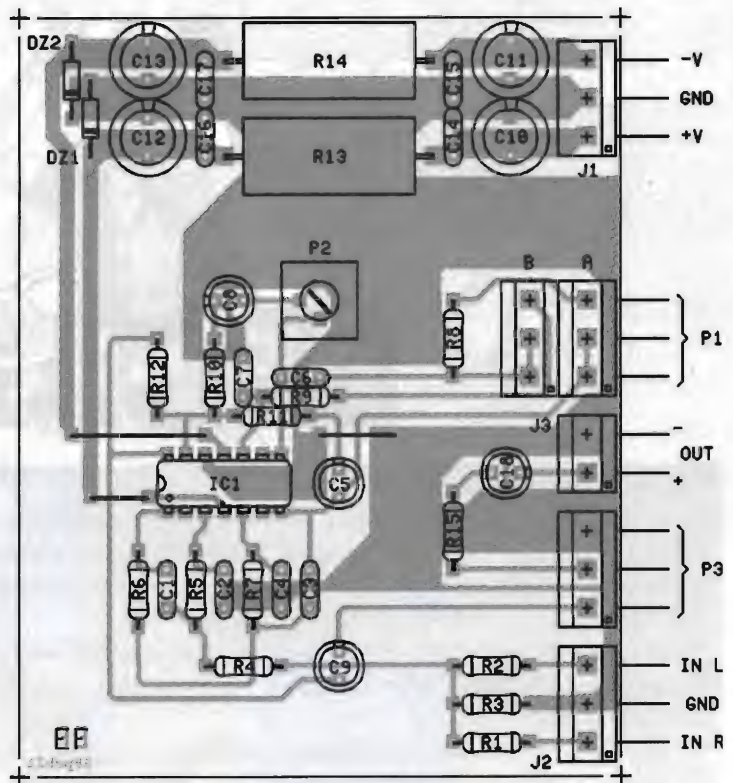 DZ2
C13
C17
R14
C15
C11
-V
GND
DZ1
C12
C16
R13
C14
C10
+V
J1
P2
B
A
C8
R8
P1
R12
R10
C7
C6
R9
R11
J3
-
OUT
+
IC1
C5
C18
R15
P3
R6
C1
R5
C2
R7
C4
C3
R4
C9
R2
IN L
R3
GND
R1
IN R
J2